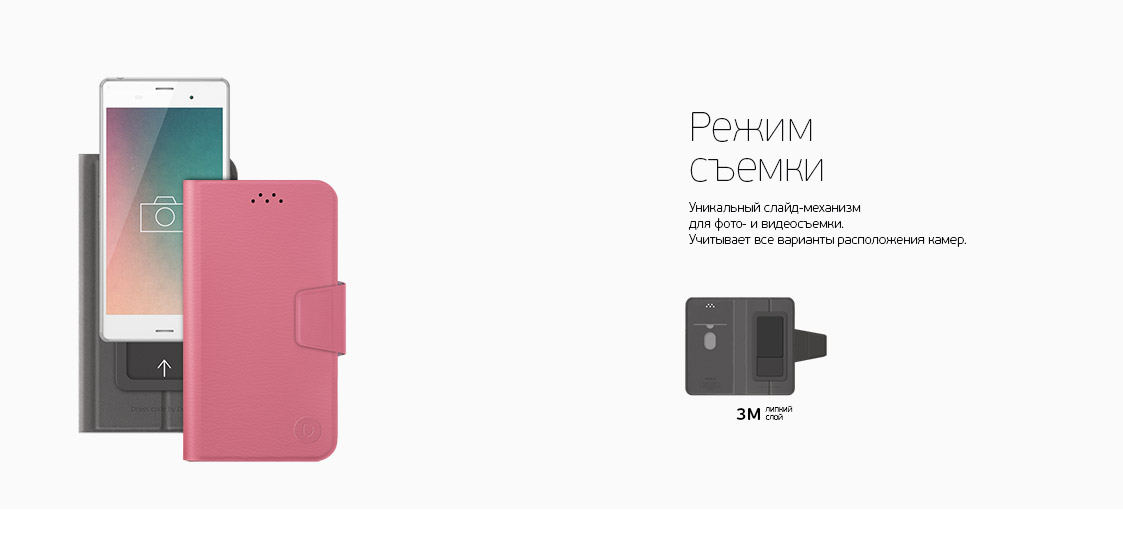 Режим
съемки
Уникальный слайд-механизм
для фото- и видеосъемки.
Учитывает все варианты расположения камер.
3M липкий
слой
D